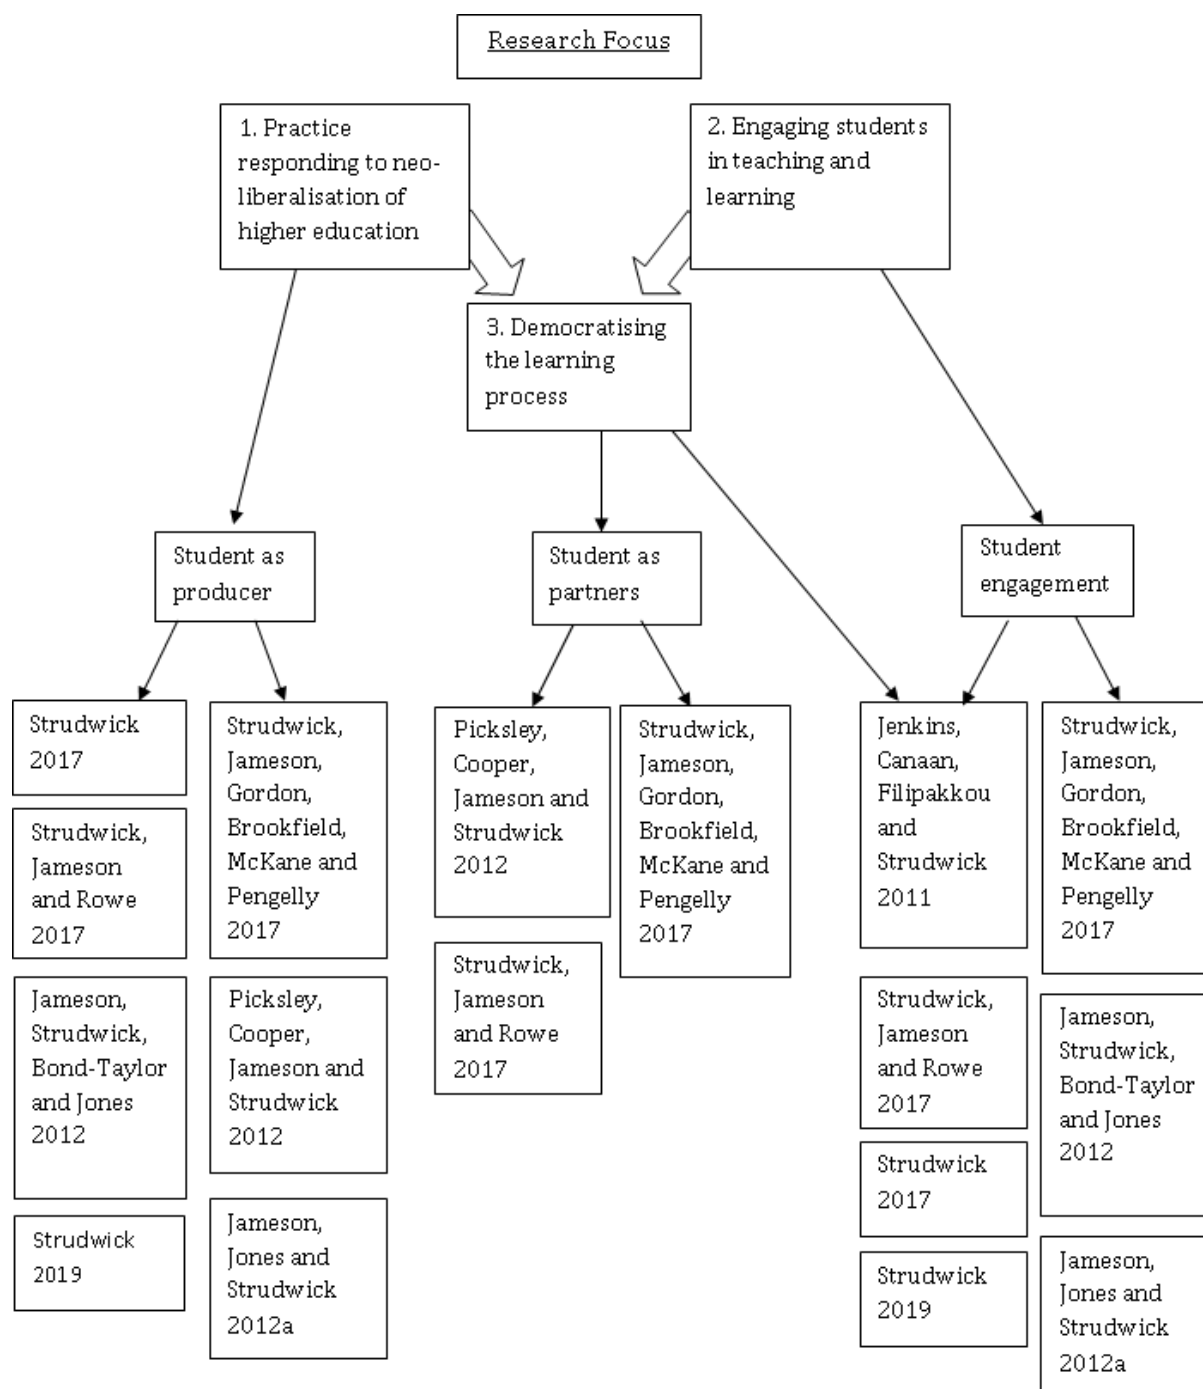 Research Focus
1. Practice
responding to neo-
liberalisation of
higher education
2. Engaging students
in teaching and
learning
3. Democratising
the learning
process
Student as
producer
Student as
partners
Student
engagement
Strudwick
2017
Strudwick,
Jameson
and Rowe
2017
Jameson,
Strudwick,
Bond-Taylor
and Jones
2012
Strudwick
2019
Strudwick,
Jameson,
Gordon,
Brookfield,
McKane and
Pengelly
2017
Picksley,
Cooper,
Jameson and
Strudwick
2012
Jameson,
Jones and
Strudwick
2012a
Picksley,
Cooper,
Jameson and
Strudwick
2012
Strudwick,
Jameson
and Rowe
2017
Strudwick,
Jameson,
Gordon,
Brookfield,
McKane and
Pengelly
2017
Jenkins,
Canaan,
Filipakkou
and
Strudwick
2011
Strudwick,
Jameson
and Rowe
2017
Strudwick
2017
Strudwick
2019
Strudwick,
Jameson,
Gordon,
Brookfield,
McKane and
Pengelly
2017
Jameson,
Strudwick,
Bond-Taylor
and Jones
2012
Jameson,
Jones and
Strudwick
2012a